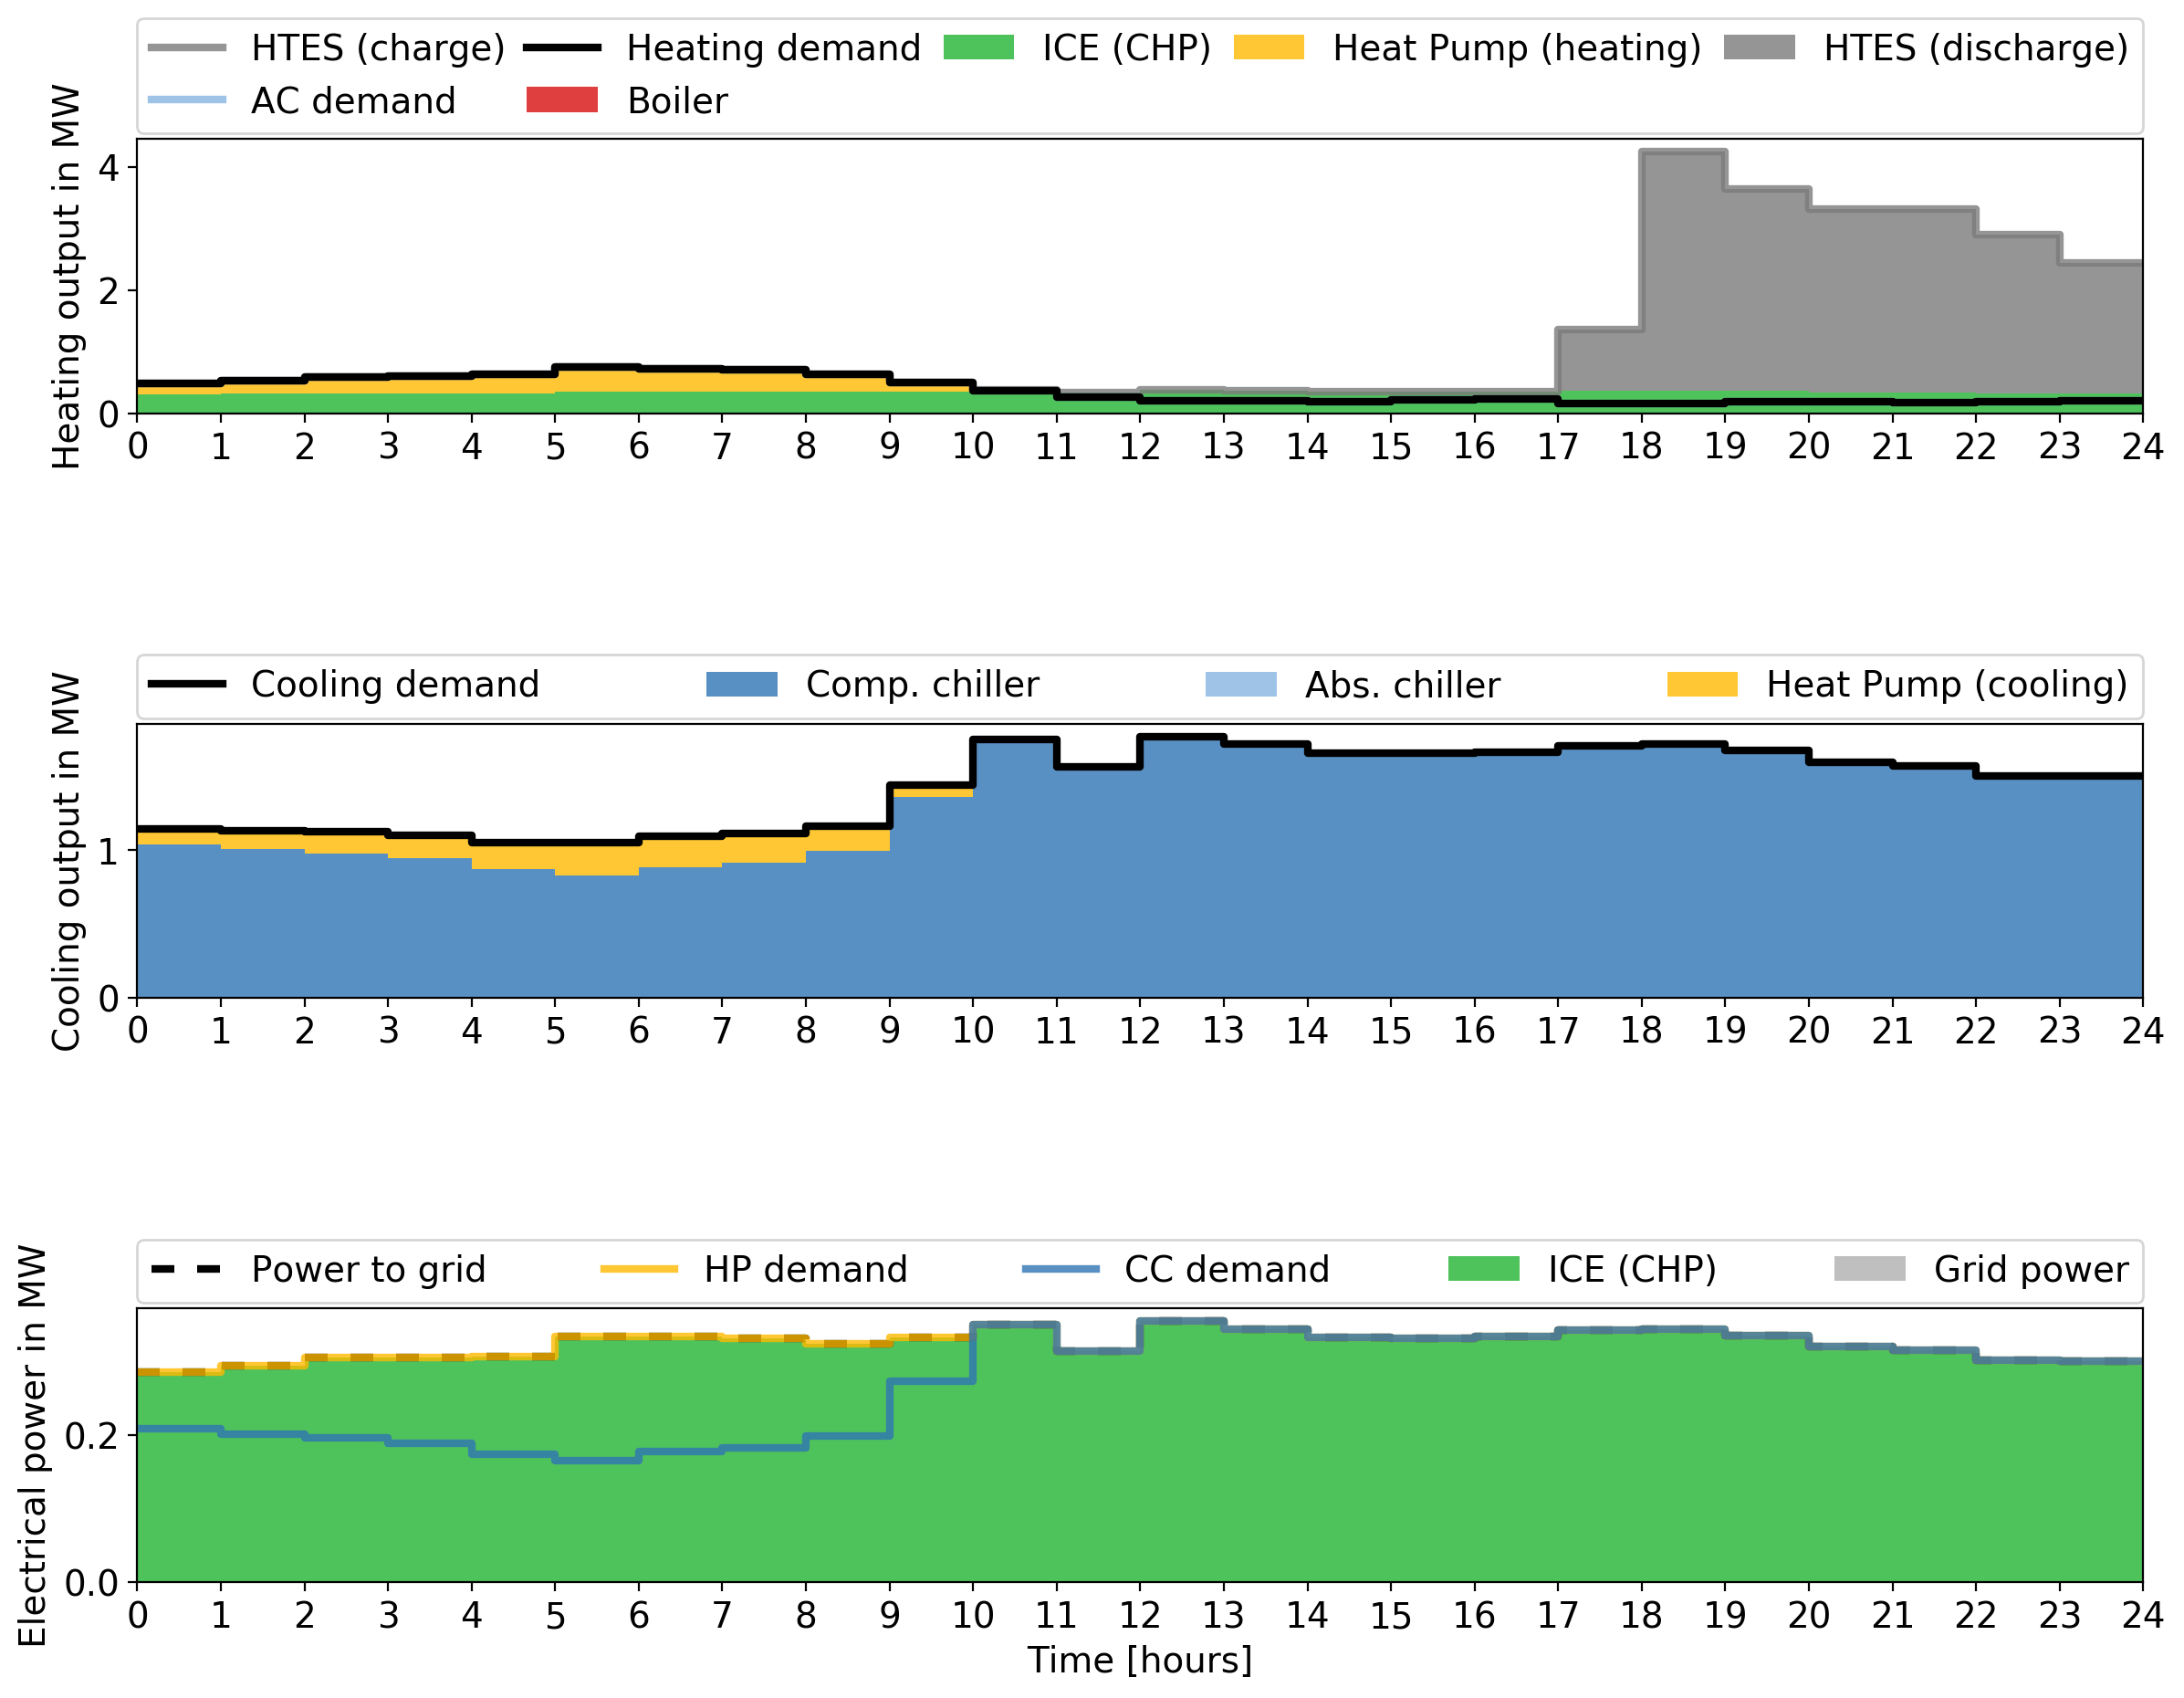 HTES (charge) Heating demand ICE (CHP) Heat Pump (heating) HTES (discharge)
AC demand Boiler
Heating output in MW
4
2
0
0 1 2 3 4 5 6 7 8 9 10 11 12 13 14 15 16 17 18 19 20 21 22 23 24
Cooling demand Comp. chiller Abs. chiller Heat Pump (cooling)
Cooling output in MW
1
0
0 1 2 3 4 5 6 7 8 9 10 11 12 13 14 15 16 17 18 19 20 21 22 23 24
Power to grid HP demand CC demand ICE (CHP) Grid power
Electrical power in MW
0.2
0.0
0 1 2 3 4 5 6 7 8 9 10 11 12 13 14 15 16 17 18 19 20 21 22 23 24
Time [hours]